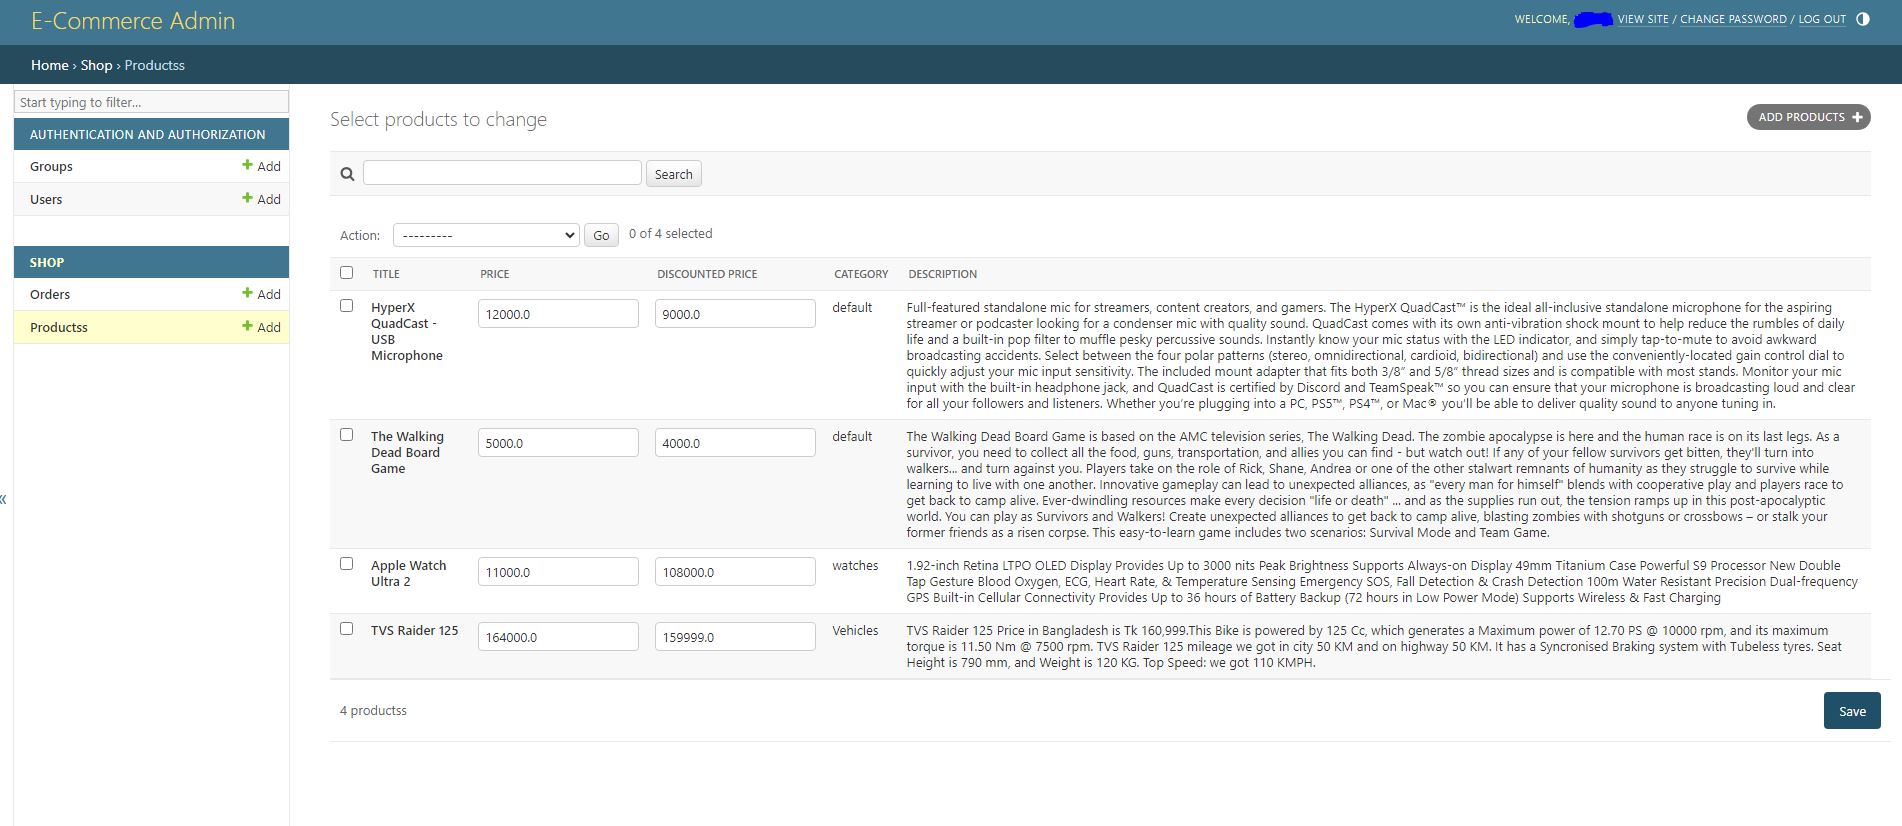 E-Commerce Admin
WELCOME, VIEW SITE / CHANGE PASSWORD / LOG OUT
Home › Shop › Productss
Start typing to filter...
AUTHENTICATION AND AUTHORIZATION
Groups + Add
Users + Add
SHOP
Orders + Add
Productss + Add
«
Select products to change
ADD PRODUCTS +
Search
Action: --------- Go 0 of 4 selected
TITLE PRICE DISCOUNTED PRICE CATEGORY DESCRIPTION
HyperX
QuadCast -
USB
Microphone
12000.0
9000.0
default
Full-featured standalone mic for streamers, content creators, and gamers. The HyperX QuadCast™ is the ideal all-inclusive standalone microphone for the aspiring
streamer or podcaster looking for a condenser mic with quality sound. QuadCast comes with its own anti-vibration shock mount to help reduce the rumbles of daily
life and a built-in pop filter to muffle pesky percussive sounds. Instantly know your mic status with the LED indicator, and simply tap-to-mute to avoid awkward
broadcasting accidents. Select between the four polar patterns (stereo, omnidirectional, cardioid, bidirectional) and use the conveniently-located gain control dial to
quickly adjust your mic input sensitivity. The included mount adapter that fits both 3/8” and 5/8” thread sizes and is compatible with most stands. Monitor your mic
input with the built-in headphone jack, and QuadCast is certified by Discord and TeamSpeak™ so you can ensure that your microphone is broadcasting loud and clear
for all your followers and listeners. Whether you’re plugging into a PC, PS5™, PS4™, or Mac® you’ll be able to deliver quality sound to anyone tuning in.
The Walking
Dead Board
Game
5000.0
4000.0
default
The Walking Dead Board Game is based on the AMC television series, The Walking Dead. The zombie apocalypse is here and the human race is on its last legs. As a
survivor, you need to collect all the food, guns, transportation, and allies you can find - but watch out! If any of your fellow survivors get bitten, they'll turn into
walkers... and turn against you. Players take on the role of Rick, Shane, Andrea or one of the other stalwart remnants of humanity as they struggle to survive while
learning to live with one another. Innovative gameplay can lead to unexpected alliances, as "every man for himself" blends with cooperative play and players race to
get back to camp alive. Ever-dwindling resources make every decision "life or death" ... and as the supplies run out, the tension ramps up in this post-apocalyptic
world. You can play as Survivors and Walkers! Create unexpected alliances to get back to camp alive, blasting zombies with shotguns or crossbows – or stalk your
former friends as a risen corpse. This easy-to-learn game includes two scenarios: Survival Mode and Team Game.
Apple Watch
Ultra 2
11000.0
108000.0
watches
1.92-inch Retina LTPO OLED Display Provides Up to 3000 nits Peak Brightness Supports Always-on Display 49mm Titanium Case Powerful S9 Processor New Double
Tap Gesture Blood Oxygen, ECG, Heart Rate, & Temperature Sensing Emergency SOS, Fall Detection & Crash Detection 100m Water Resistant Precision Dual-frequency
GPS Built-in Cellular Connectivity Provides Up to 36 hours of Battery Backup (72 hours in Low Power Mode) Supports Wireless & Fast Charging
TVS Raider 125
164000.0
159999.0
Vehicles
TVS Raider 125 Price in Bangladesh is Tk 160,999.This Bike is powered by 125 Cc, which generates a Maximum power of 12.70 PS @ 10000 rpm, and its maximum
torque is 11.50 Nm @ 7500 rpm. TVS Raider 125 mileage we got in city 50 KM and on highway 50 KM. It has a Syncronised Braking system with Tubeless tyres. Seat
Height is 790 mm, and Weight is 120 KG. Top Speed: we got 110 KMPH.
4 productss
Save